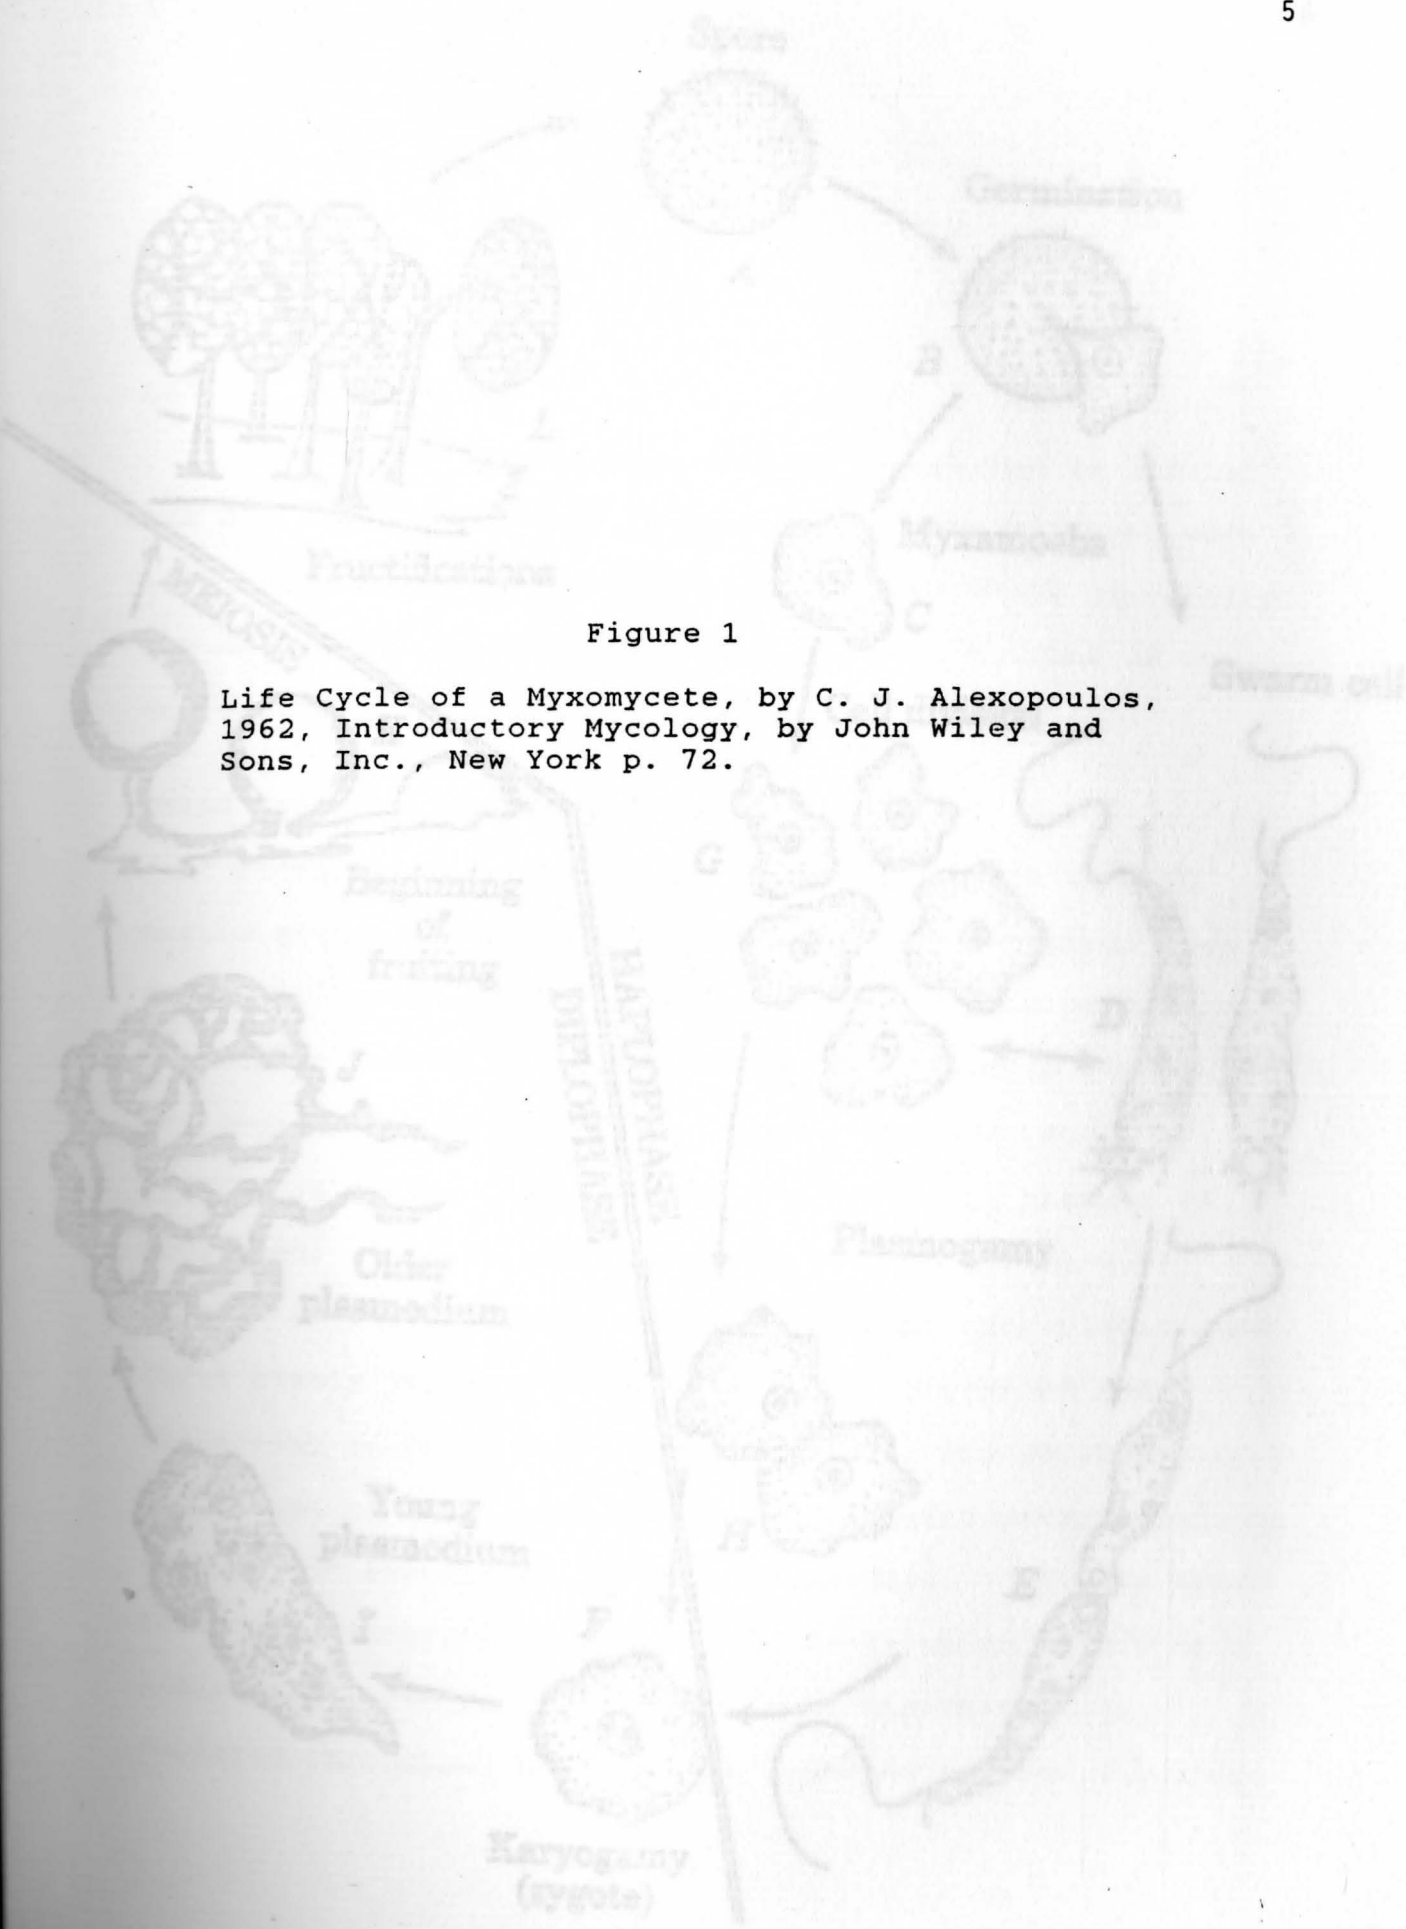 5
Spore
Germination
B
Myxamoeba
C
Fructifications
MEIOSIS
Figure 1
Swarm cell
Life Cycle of a Myxomycete, by C. J. Alexopoulos,
1962, Introductory Mycology, by John Wiley and
Sons, Inc., New York p. 72.
G
Beginning
of
fruiting
HAPLOPHASE
DIPLOPHASE
D
Older
plasmodium
Plasmogamy
Young
plasmodium
H
E
F
Karyogamy
(zygote)